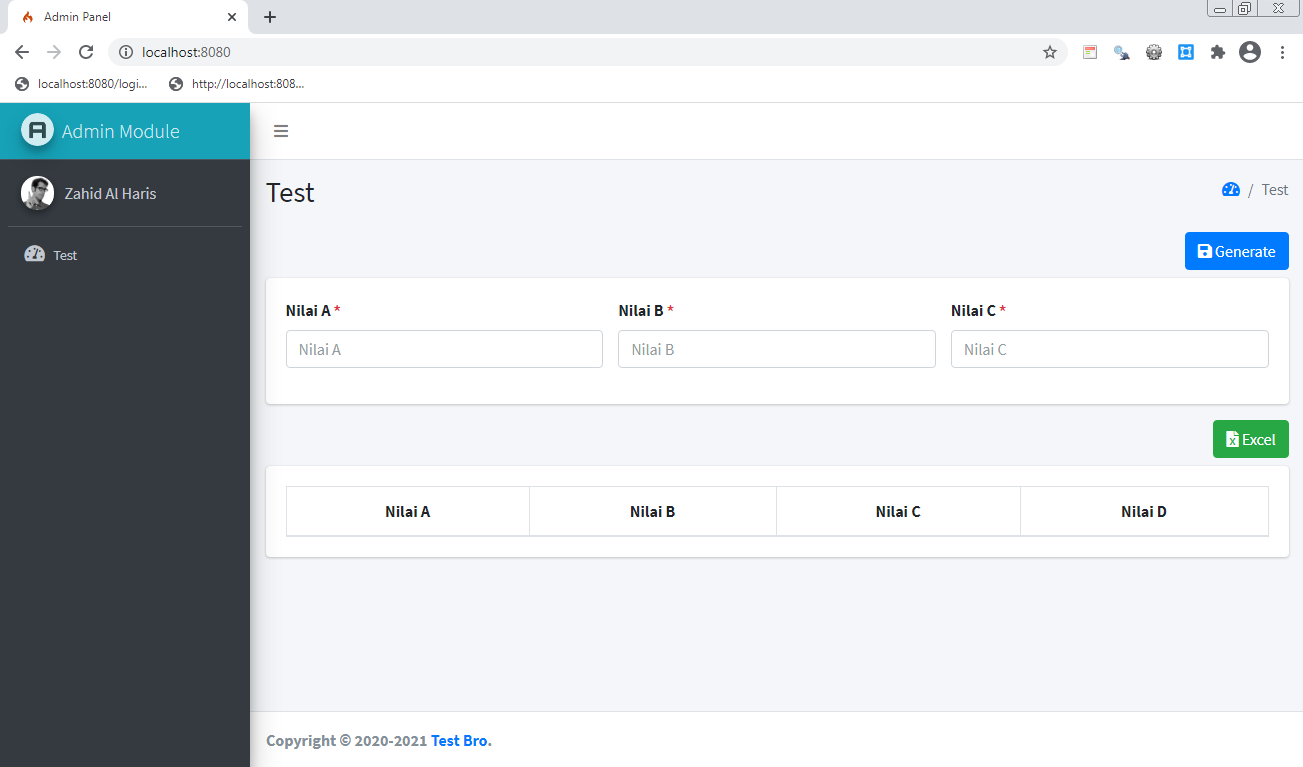 Admin Panel
localhost:8080
localhost:8080/logi...
http://localhost:808...
Admin Module
Zahid Al Haris
Test
Test
/ Test
Generate
Nilai A * Nilai B * Nilai C *
Nilai A Nilai B Nilai C
Excel
Nilai A Nilai B Nilai C Nilai D
Copyright © 2020-2021 Test Bro.